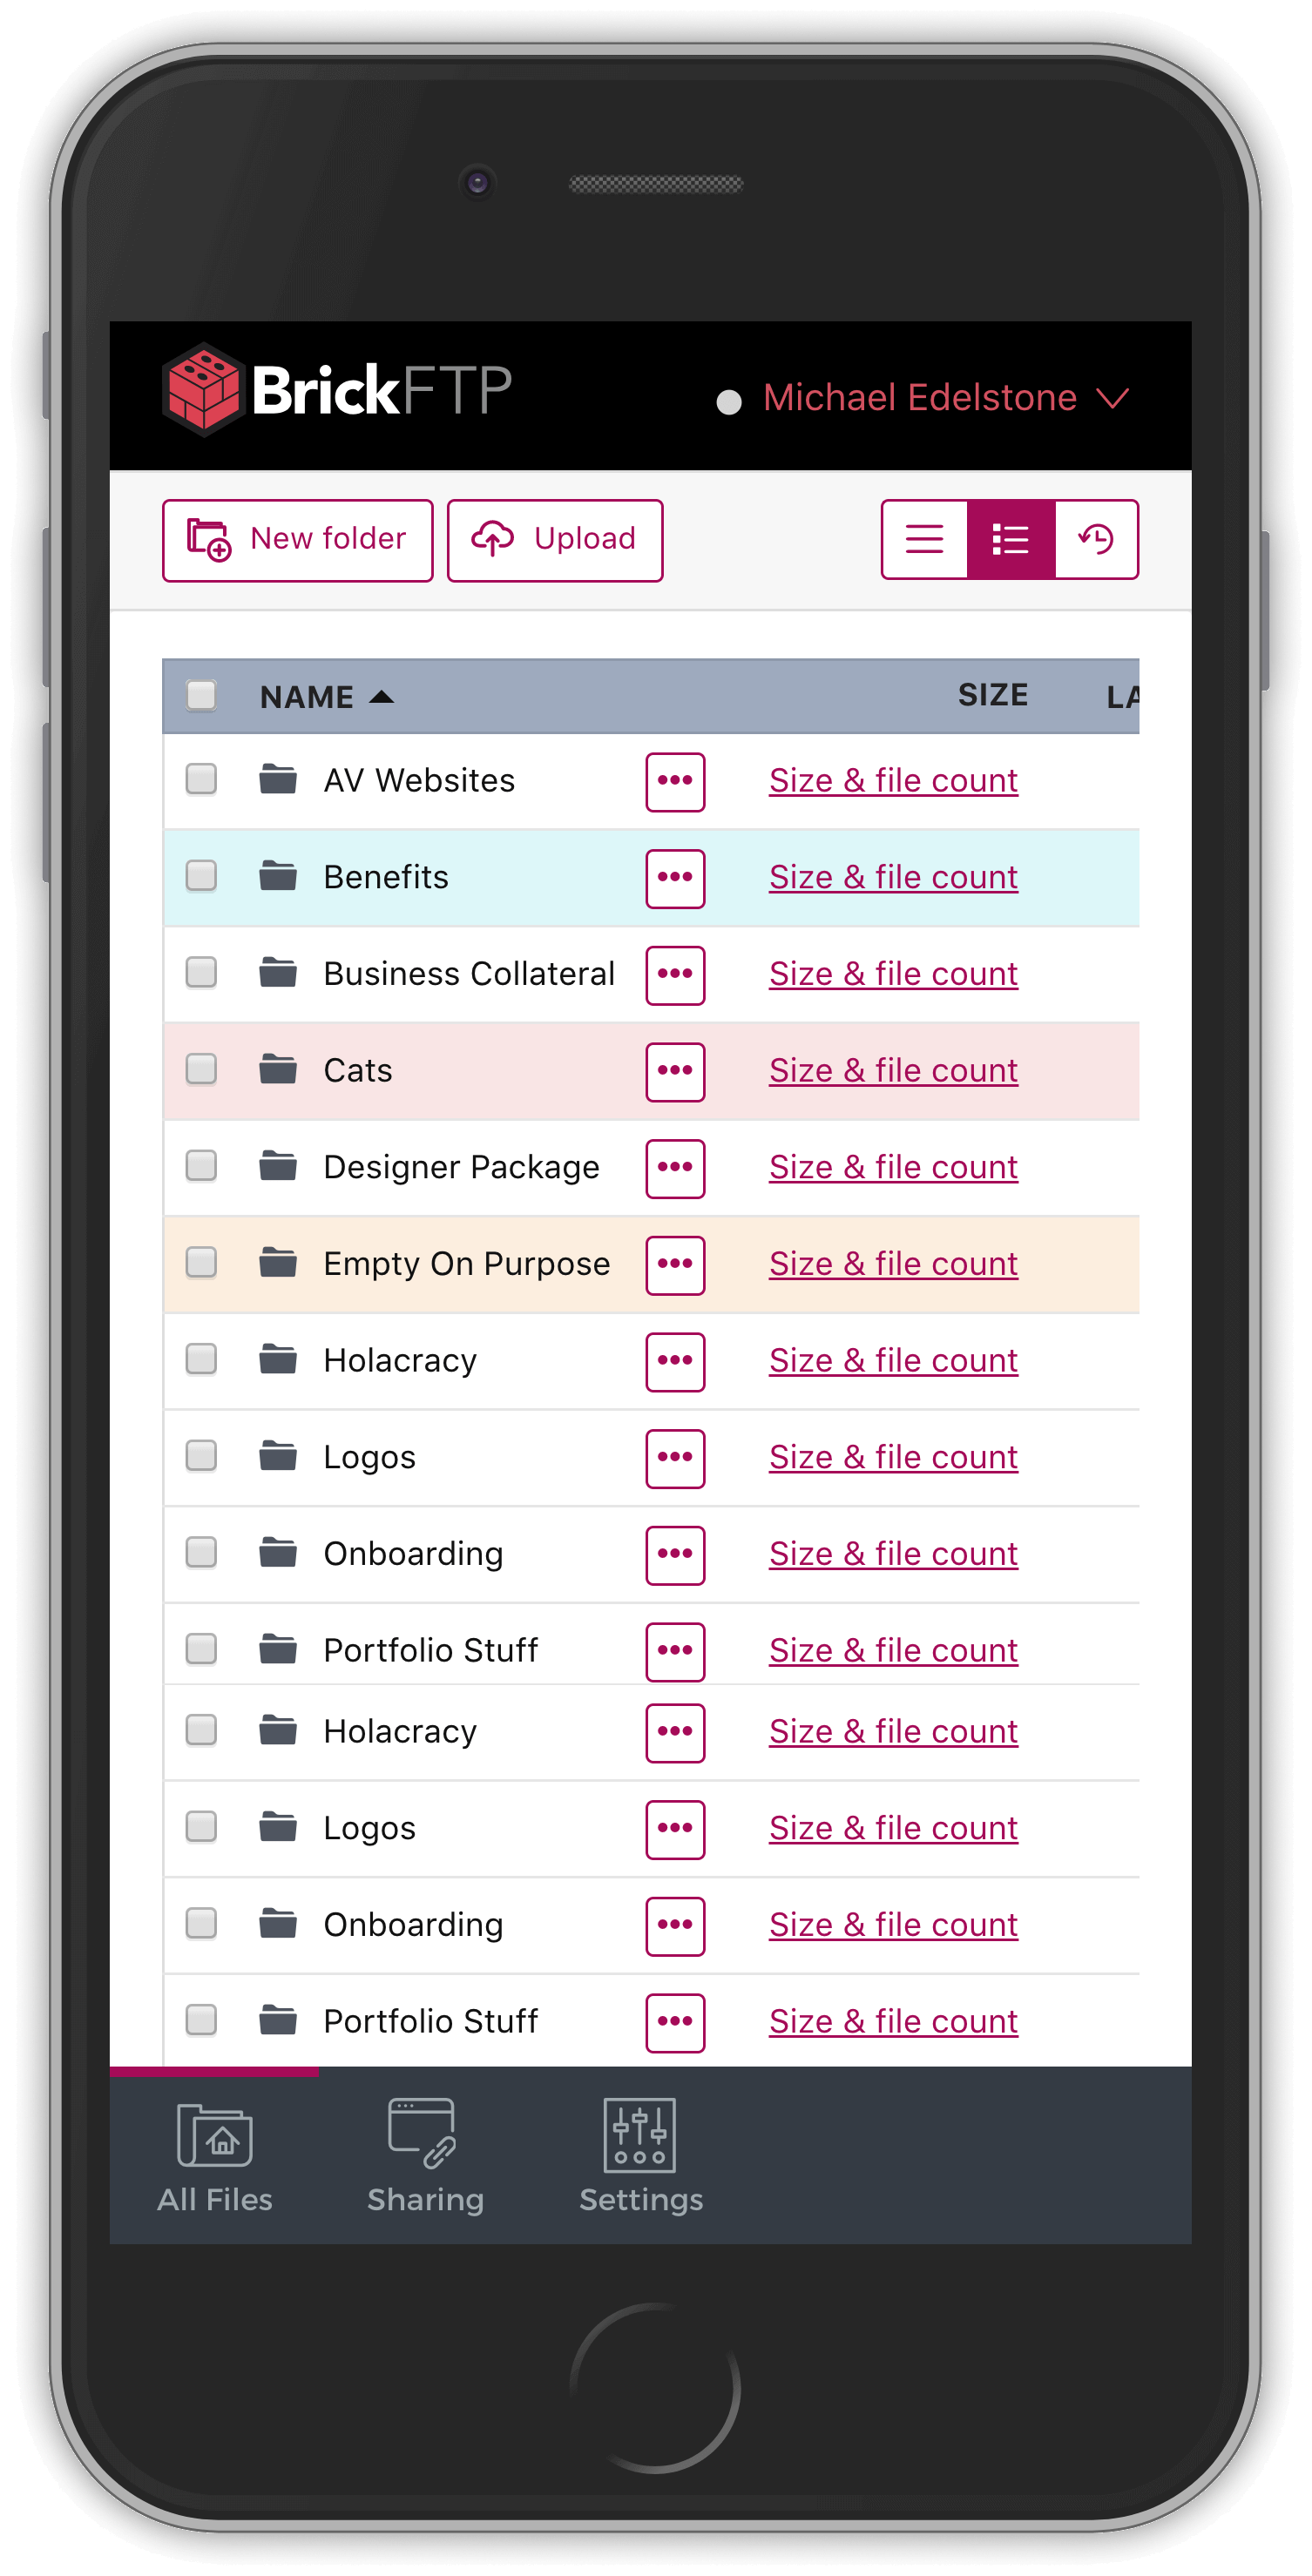 BrickFTP
Michael Edelstone
New folder
Upload
NAME SIZE LA
AV Websites ••• Size & file count
Benefits ••• Size & file count
Business Collateral ••• Size & file count
Cats ••• Size & file count
Designer Package ••• Size & file count
Empty On Purpose ••• Size & file count
Holacracy ••• Size & file count
Logos ••• Size & file count
Onboarding ••• Size & file count
Portfolio Stuff ••• Size & file count
Holacracy ••• Size & file count
Logos ••• Size & file count
Onboarding ••• Size & file count
Portfolio Stuff ••• Size & file count
All Files
Sharing
Settings